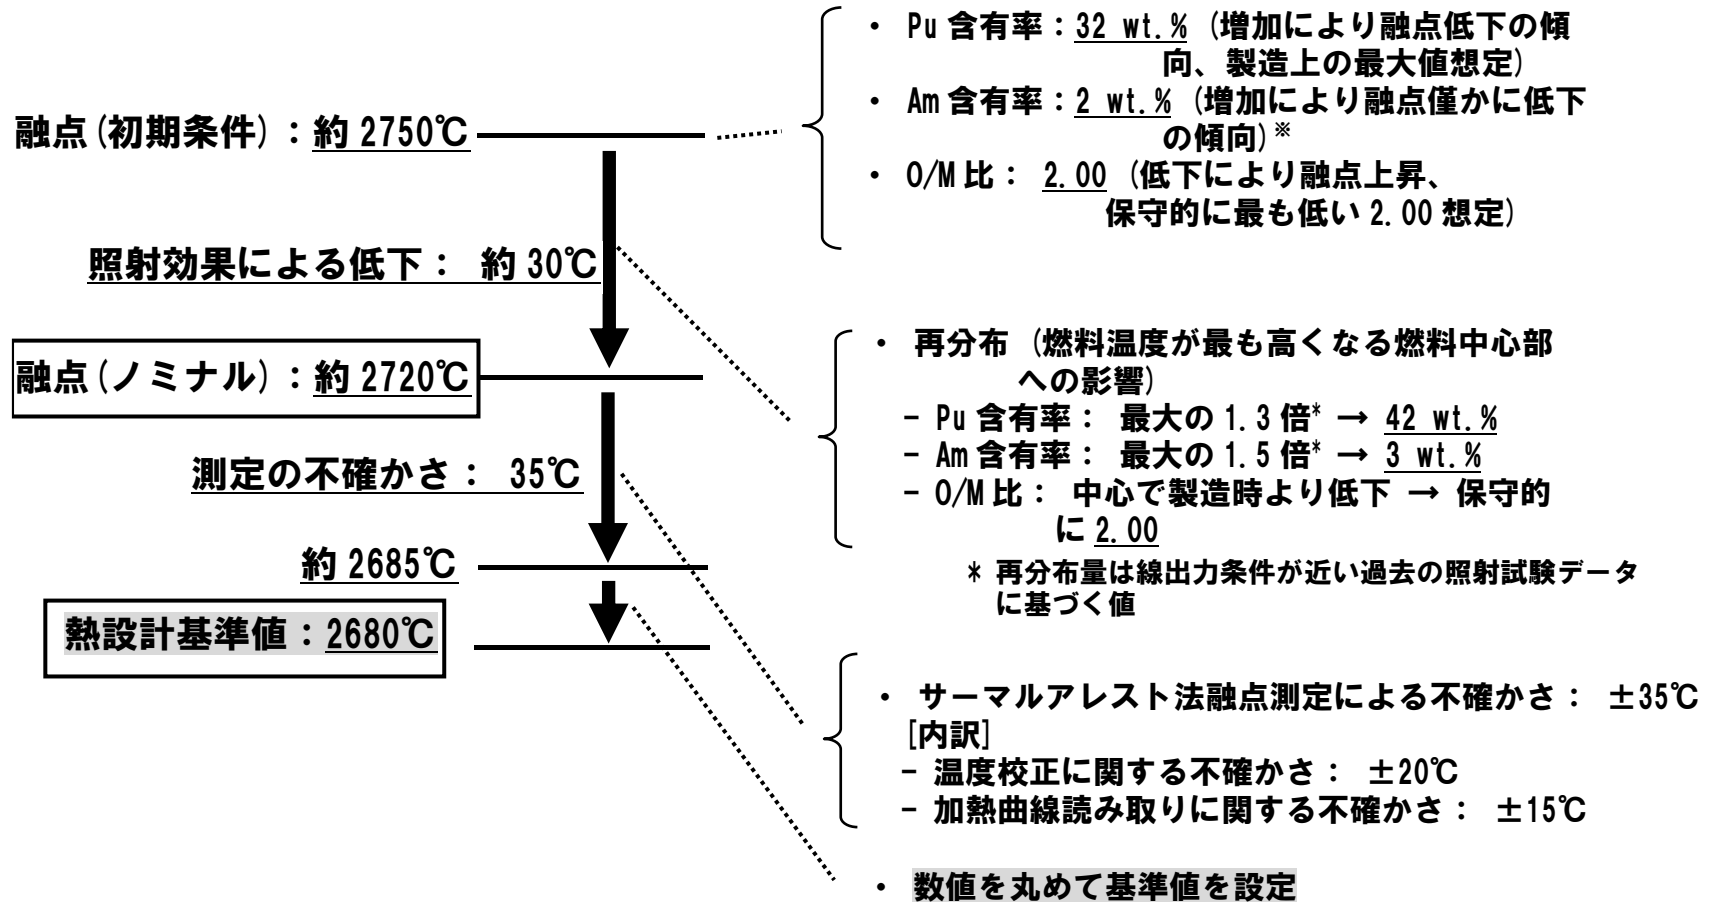 融点(初期条件)：約 2750℃
照射効果による低下： 約 30℃
融点(ノミナル)：約 2720℃
測定の不確かさ： 35℃
約 2685℃
熱設計基準値：2680℃
・ Pu 含有率：32 wt.% (増加により融点低下の傾
向、製造上の最大値想定)
・ Am 含有率：2 wt.% (増加により融点僅かに低下
の傾向)※
・ O/M 比： 2.00 (低下により融点上昇、
保守的に最も低い 2.00 想定)
・ 再分布 (燃料温度が最も高くなる燃料中心部
への影響)
- Pu 含有率： 最大の 1.3 倍* → 42 wt.%
- Am 含有率： 最大の 1.5 倍* → 3 wt.%
- O/M 比： 中心で製造時より低下 → 保守的
に 2.00
* 再分布量は線出力条件が近い過去の照射試験データ
に基づく値
・ サーマルアレスト法融点測定による不確かさ： ±35℃
[内訳]
- 温度校正に関する不確かさ： ±20℃
- 加熱曲線読み取りに関する不確かさ： ±15℃
・ 数値を丸めて基準値を設定